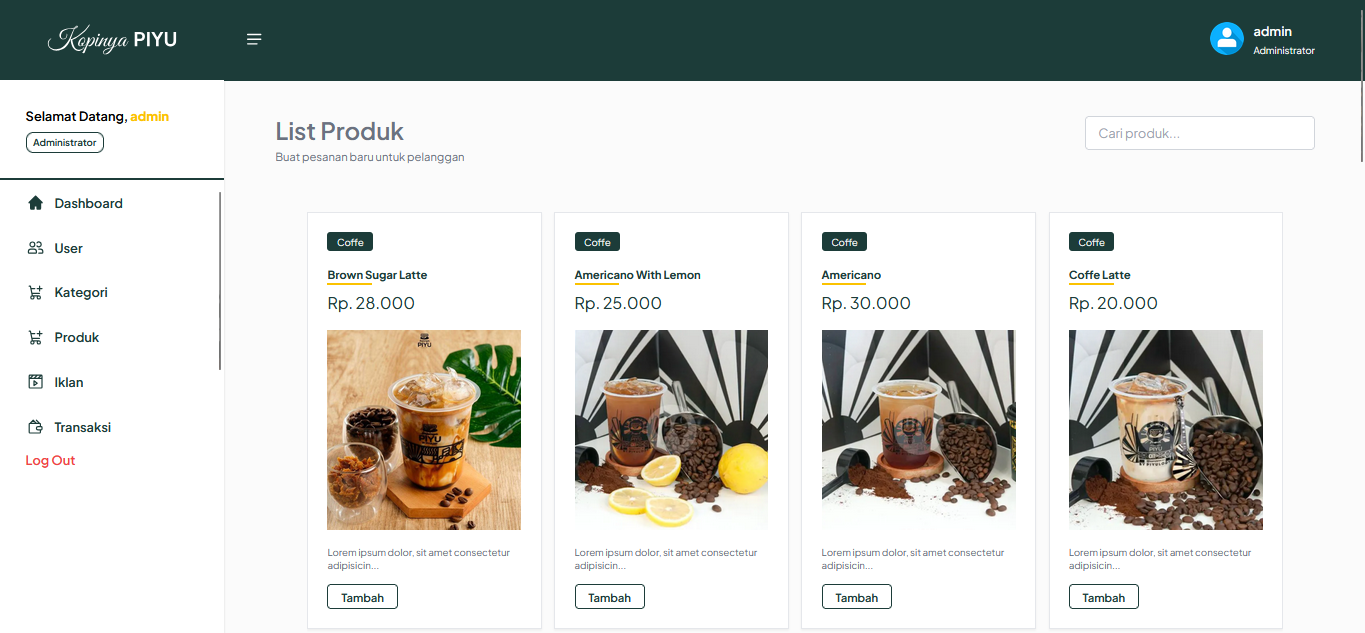 Kopinya PIYU
admin
Administrator
Selamat Datang, admin
Administrator
Dashboard
User
Kategori
Produk
Iklan
Transaksi
Log Out
List Produk
Buat pesanan baru untuk pelanggan
Cari produk...
Coffe
Brown Sugar Latte
Rp. 28.000
PIYU
PIYU
Lorem ipsum dolor, sit amet consectetur
adipisicin...
Tambah
Coffe
Americano With Lemon
Rp. 25.000
Lorem ipsum dolor, sit amet consectetur
adipisicin...
Tambah
Coffe
Americano
Rp. 30.000
Lorem ipsum dolor, sit amet consectetur
adipisicin...
Tambah
Coffe
Coffe Latte
Rp. 20.000
PIYU
Lorem ipsum dolor, sit amet consectetur
adipisicin...
Tambah